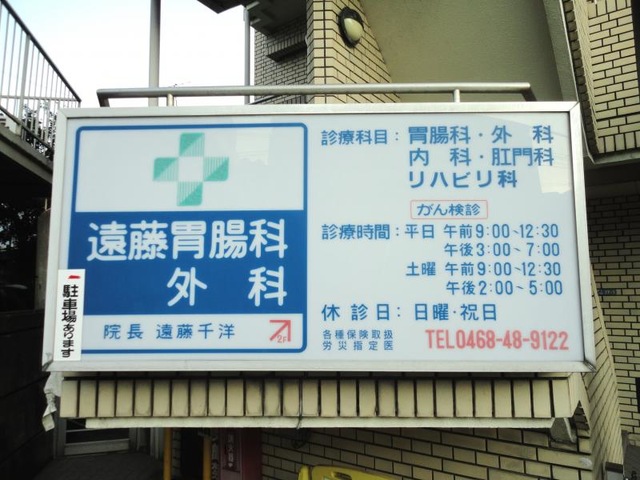 遠藤胃腸科
外科
院長 遠藤千洋
2F
駐車場あります
診療科目: 胃腸科・外科
内科・肛門科
リハビリ科
がん検診
診療時間: 平日 午前9:00~12:30
午後3:00~7:00
土曜 午前9:00~12:30
午後2:00~5:00
休診日: 日曜・祝日
各種保険取扱
労災指定医
TEL0468-48-9122